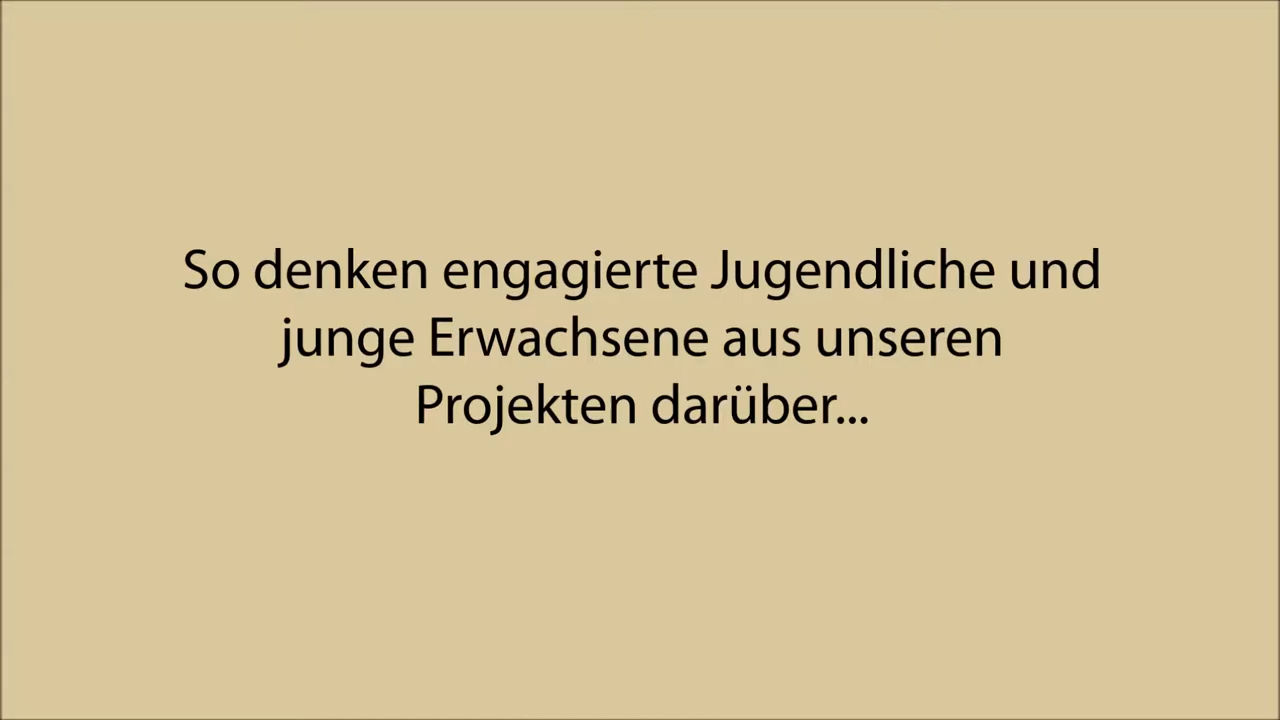 So denken engagierte Jugendliche und
junge Erwachsene aus unseren
Projekten darüber...